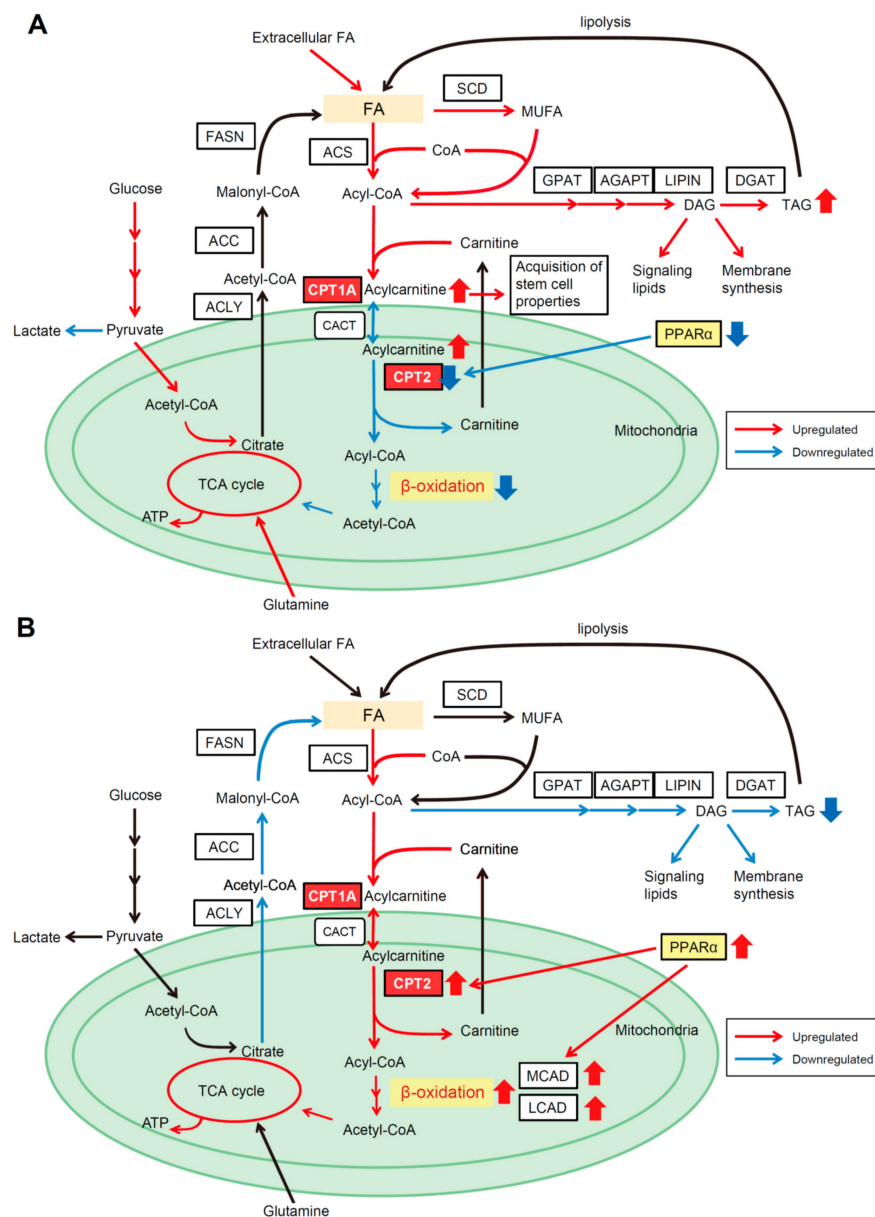 A
lipolysis
Extracellular FA
SCD
FA
MUFA
FASN
ACS
CoA
GPAT
AGAPT
LIPIN
DGAT
Glucose
Malonyl-CoA
Acyl-CoA
DAG
TAG
ACC
Carnitine
Acetyl-CoA
CPT1A
Acylcarnitine
Acquisition of
stem cell
properties
Signaling
lipids
Membrane
synthesis
ACLY
Lactate
Pyruvate
CACT
Acylcarnitine
PPARα
CPT2
Acetyl-CoA
Carnitine
Mitochondria
Citrate
Acyl-CoA
Upregulated
Downregulated
TCA cycle
β-oxidation
ATP
Acetyl-CoA
Glutamine
B
lipolysis
Extracellular FA
SCD
FA
MUFA
FASN
ACS
CoA
GPAT
AGAPT
LIPIN
DGAT
Glucose
Malonyl-CoA
Acyl-CoA
DAG
TAG
ACC
Carnitine
Acetyl-CoA
CPT1A
Acylcarnitine
Signaling
lipids
Membrane
synthesis
ACLY
Lactate
Pyruvate
CACT
Acylcarnitine
PPARα
CPT2
Acetyl-CoA
Carnitine
Mitochondria
Citrate
Acyl-CoA
MCAD
Upregulated
Downregulated
TCA cycle
β-oxidation
LCAD
ATP
Acetyl-CoA
Glutamine